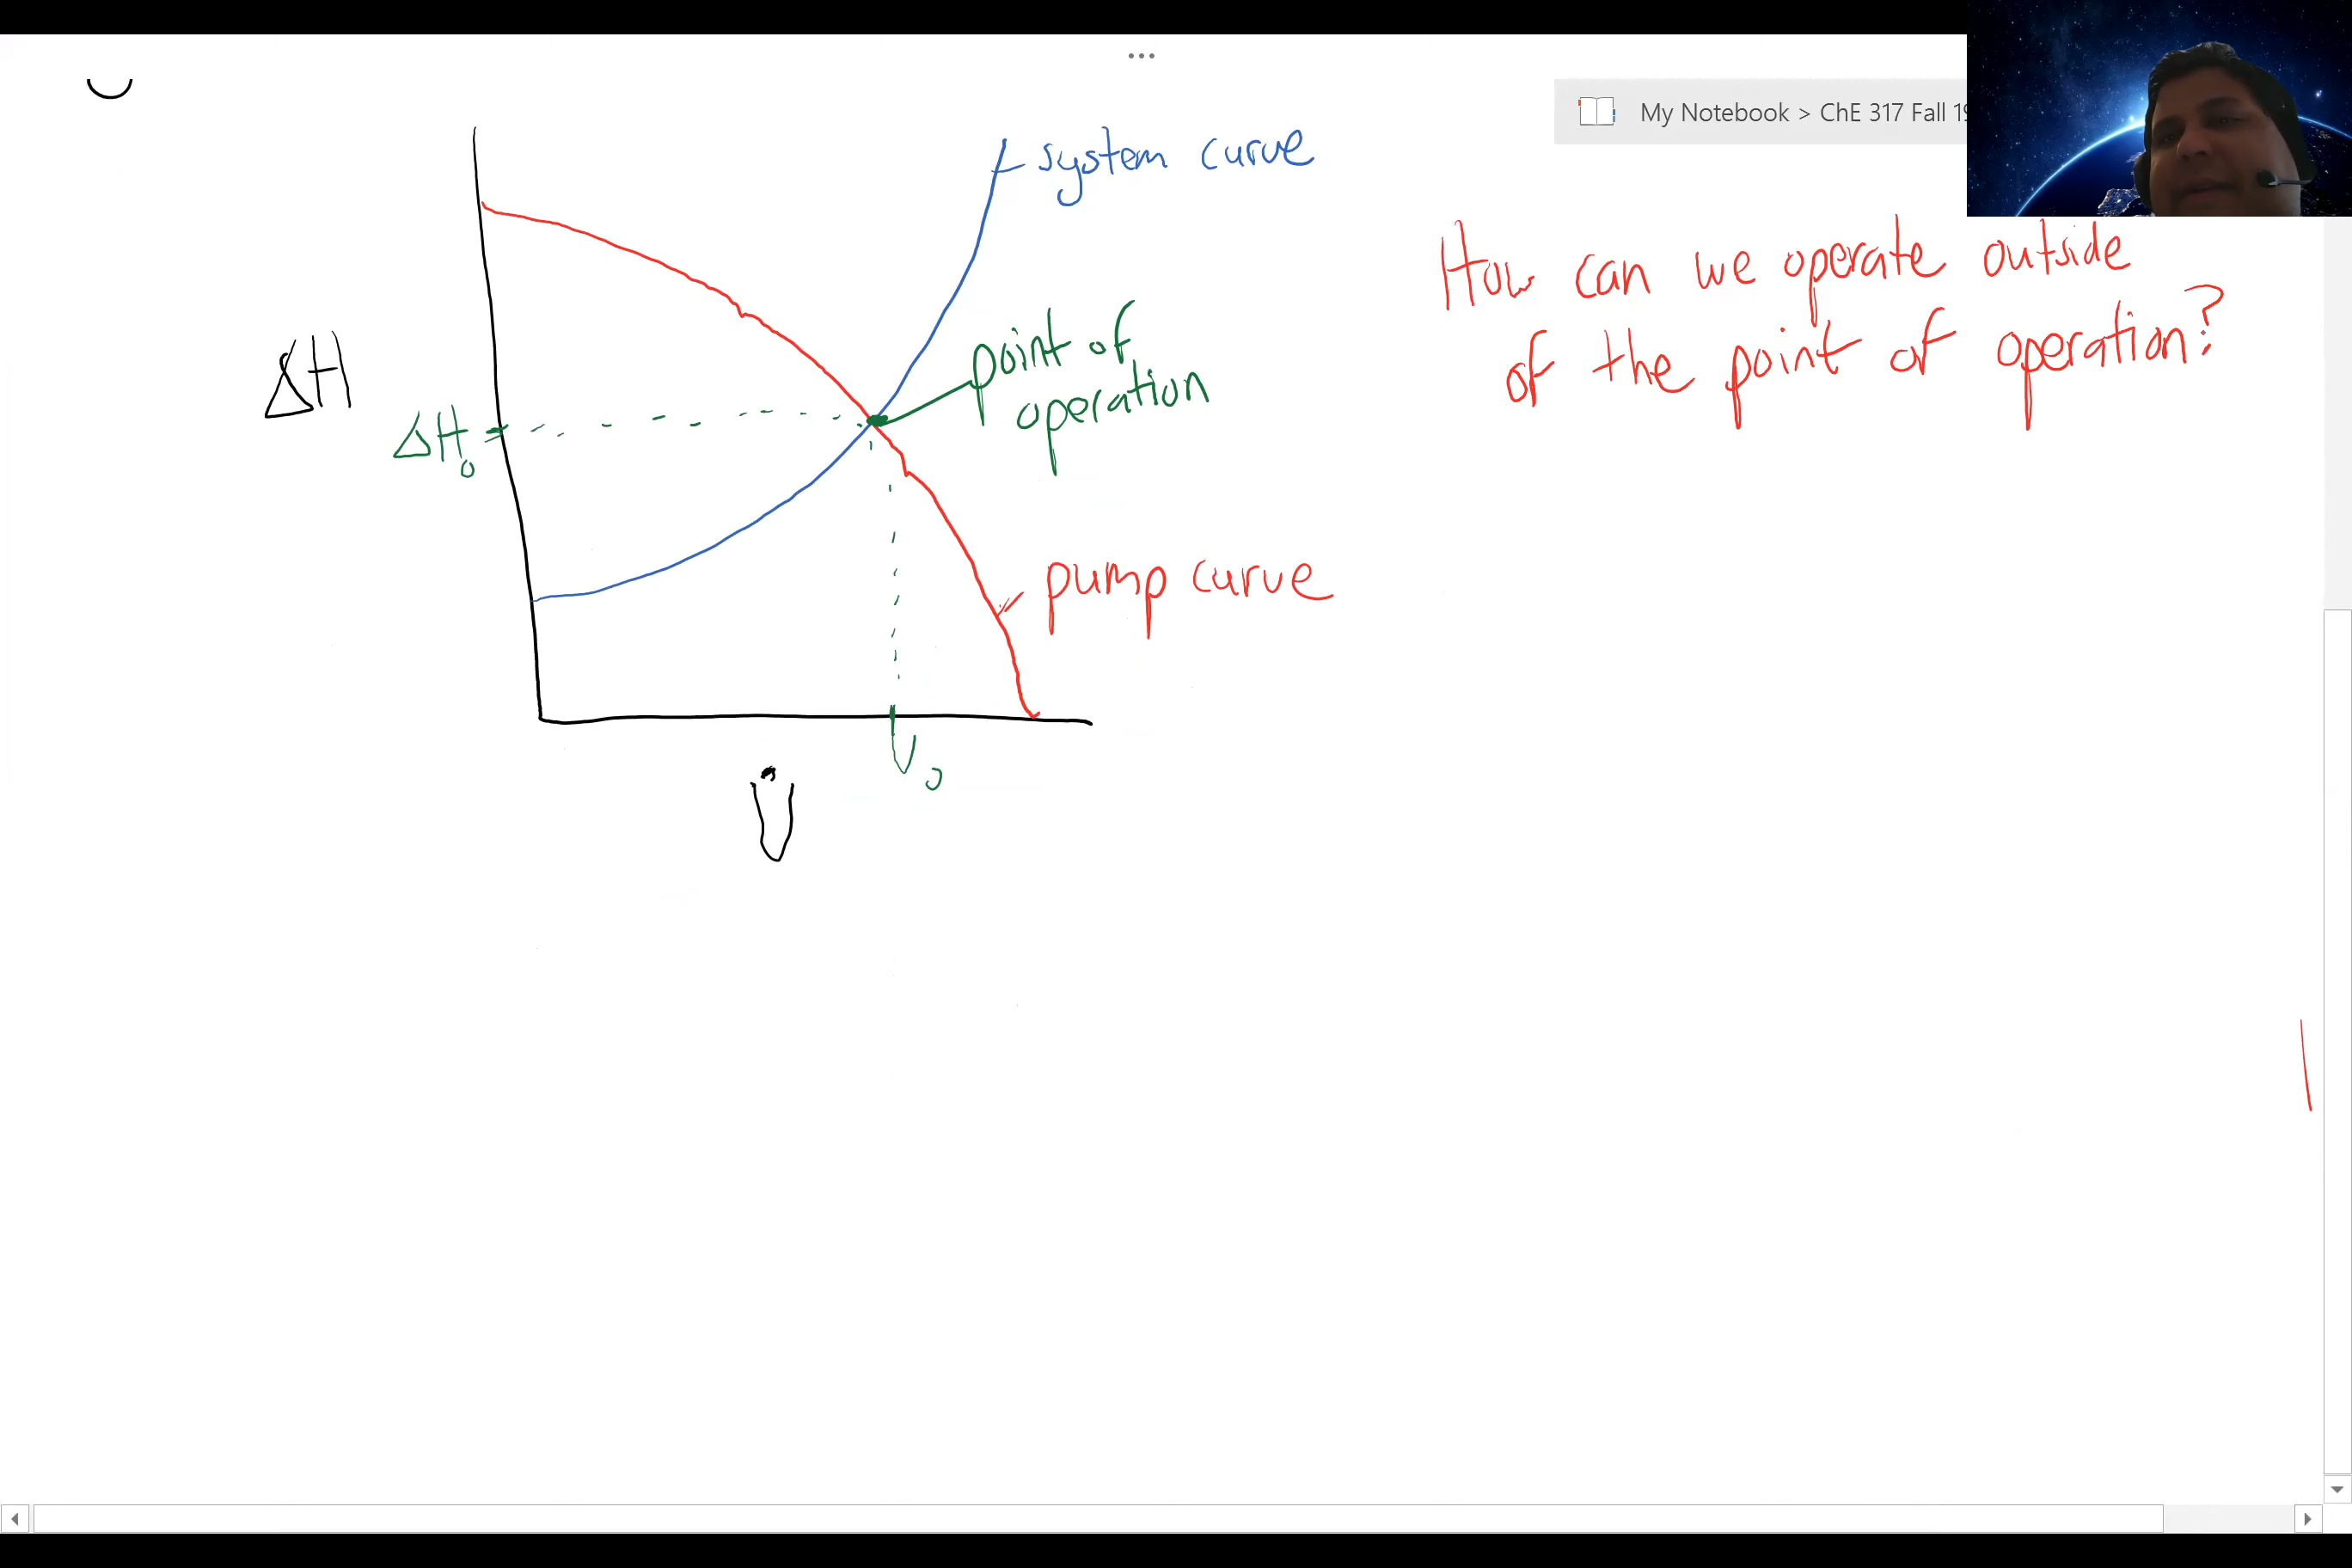 My Notebook > ChE 317 Fall 19
system curve
How can we operate outside
of the point of operation?
point of
operation
ΔH
ΔH₀
pump curve
V₀
V̇